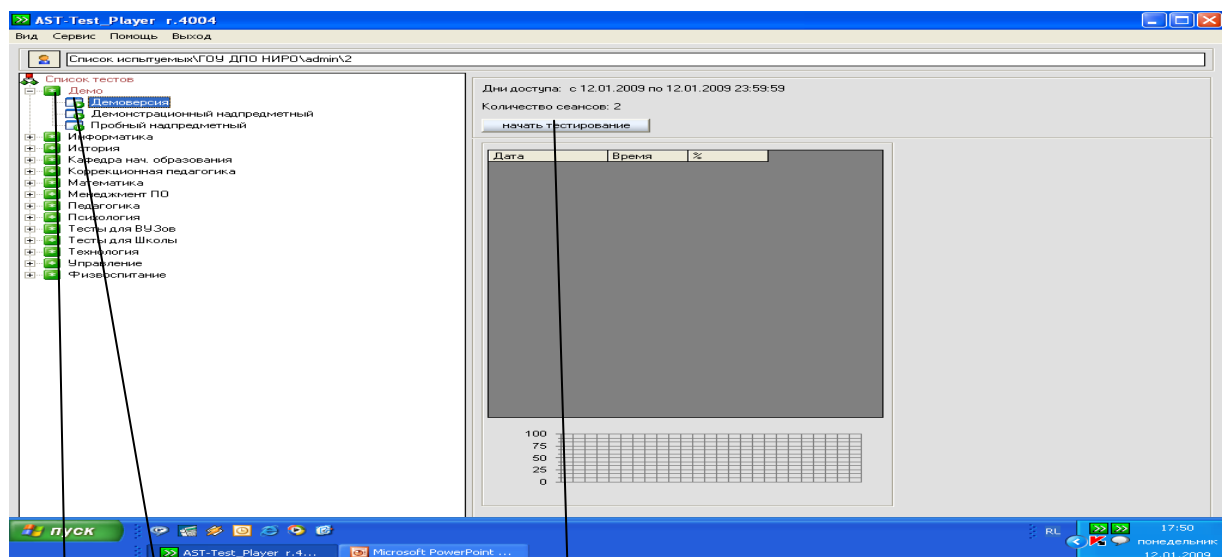 AST-Test_Player r.4004
Вид Сервис Помощь Выход
Список испытуемых\ГОУ ДПО НИРО\admin\2
Список тестов
Демо
Демоверсия
Демонстрационный надпредметный
Пробный надпредметный
Информатика
История
Кафедра нач. образования
Коррекционная педагогика
Математика
Менеджмент ПО
Педагогика
Психология
Тесты для ВУЗов
Тесты для Школы
Технология
Управление
Физвоспитание
Дни доступа: с 12.01.2009 по 12.01.2009 23:59:59
Количество сеансов: 2
начать тестирование
Дата Время %
100
75
50
25
0
пуск
RL
17:50
понедельник
12.01.2009
AST-Test_Player r.4...
Microsoft PowerPoint ...